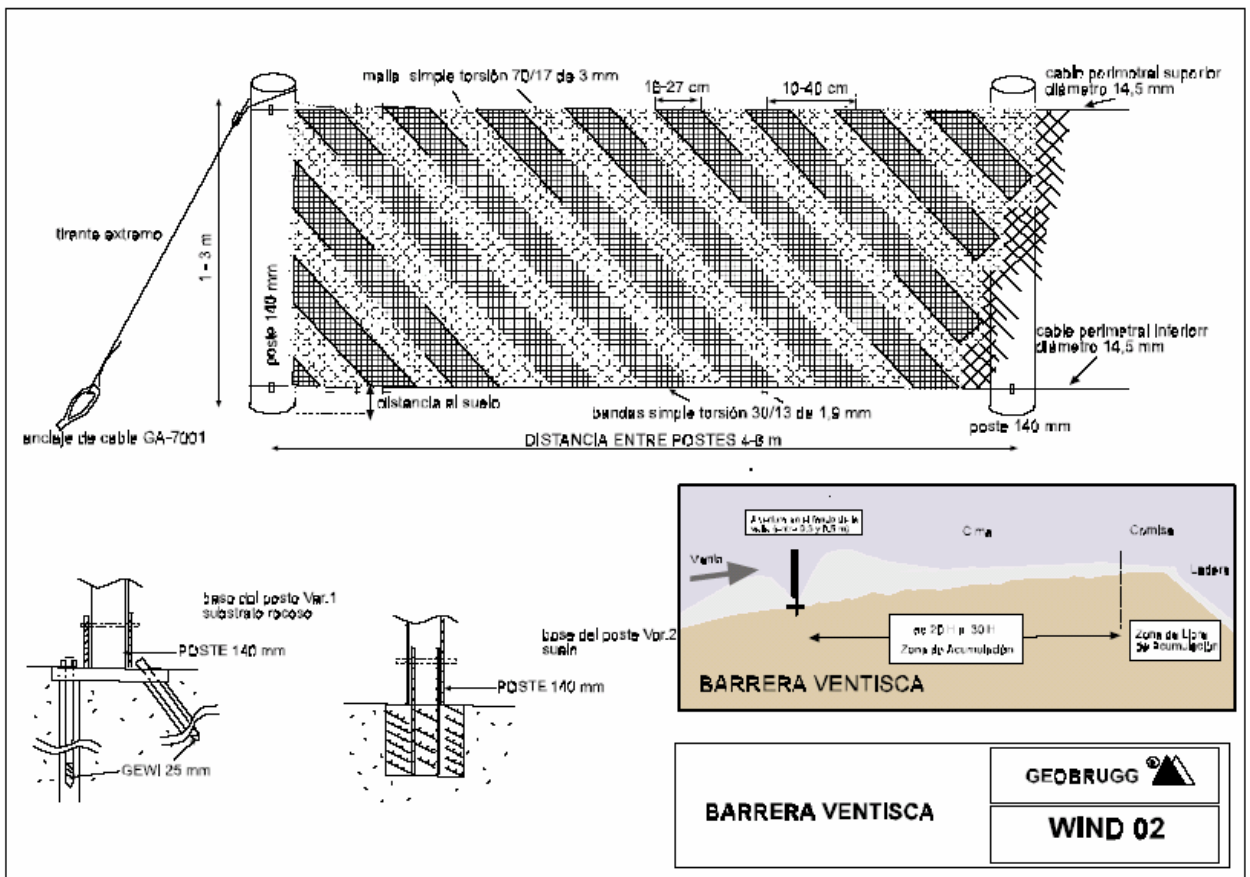 malla simple torsión 70/17 de 3 mm
18-27 cm
10-40 cm
cable perimetral superior
diámetro 14,5 mm
tirante extremo
1 - 3 m
poste 140 mm
cable perimetral inferior
diámetro 14,5 mm
distancia al suelo
bandas simple torsión 30/13 de 1,9 mm
anclaje de cable GA-7001
poste 140 mm
DISTANCIA ENTRE POSTES 4-6 m
Cima
Cornisa
Ladera
base del poste Var.1
substrato rocoso
POSTE 140 mm
GEWI 25 mm
base del poste Var.2
suelo
POSTE 140 mm
de 20 H a 30 H
Zona de Acumulación
Zona de Libre
de Acumulación
BARRERA VENTISCA
BARRERA VENTISCA
GEOBRUGG
WIND 02